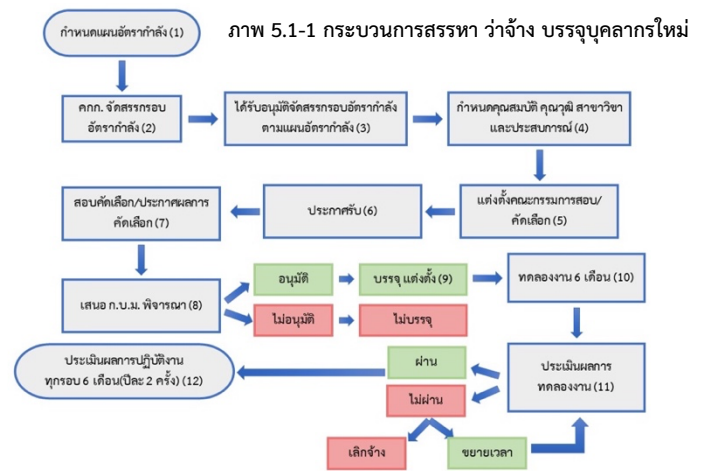 ภาพ 5.1-1 กระบวนการสรรหา ว่าจ้าง บรรจุบุคลากรใหม่
กำหนดแผนอัตรากำลัง (1)
คกก. จัดสรรกรอบ
อัตรากำลัง (2)
ได้รับอนุมัติจัดสรรกรอบอัตรากำลัง
ตามแผนอัตรากำลัง (3)
กำหนดคุณสมบัติ คุณวุฒิ สาขาวิชา
และประสบการณ์ (4)
แต่งตั้งคณะกรรมการสอบ/
คัดเลือก (5)
ประกาศรับ (6)
สอบคัดเลือก/ประกาศผลการ
คัดเลือก (7)
เสนอ ก.บ.ม. พิจารณา (8)
อนุมัติ
บรรจุ แต่งตั้ง (9)
ทดลองงาน 6 เดือน (10)
ไม่อนุมัติ
ไม่บรรจุ
ประเมินผลการ
ทดลองงาน (11)
ผ่าน
ประเมินผลการปฏิบัติงาน
ทุกรอบ 6 เดือน(ปีละ 2 ครั้ง) (12)
ไม่ผ่าน
เลิกจ้าง
ขยายเวลา